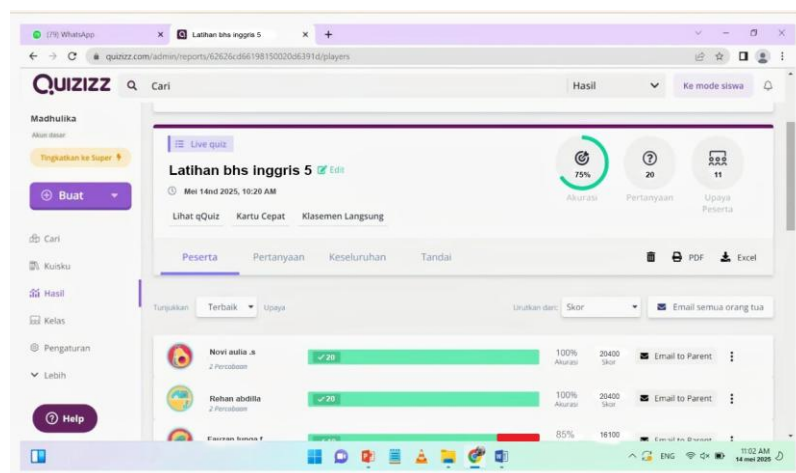 (79) WhatsApp
Latihan bhs inggris 5
quizizz.com/admin/reports/62626cd66198150020d6391d/players
QUIZIZZ
Cari
Hasil
Ke mode siswa
Madhulika
Akun dasar
Tingkatkan ke Super
Buat
Cari
Kuisku
Hasil
Kelas
Pengaturan
Lebih
Help
Live quiz
Latihan bhs inggris 5 Edit
Mei 14nd 2025, 10:20 AM
Lihat qQuiz Kartu Cepat Klasemen Langsung
75%
Akurasi
20
Pertanyaan
11
Upaya Peserta
Peserta Pertanyaan Keseluruhan Tandai
PDF Excel
Tunjukkan Terbaik Upaya
Urutkan dari: Skor
Email semua orang tua
Novi aulia .s
2 Percobaan
20
100% Akurasi
20400 Skor
Email to Parent
Rehan abdilla
2 Percobaan
20
100% Akurasi
20400 Skor
Email to Parent
85%
16100
ENG
11:02 AM
14 mei 2025